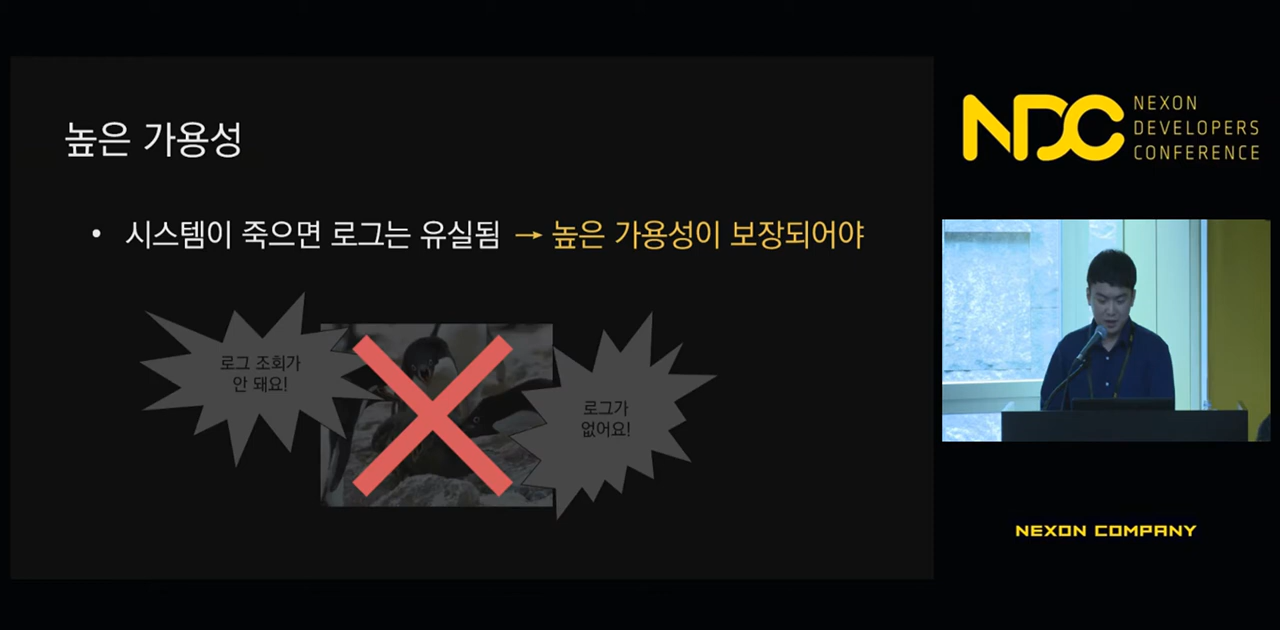 높은 가용성
• 시스템이 죽으면 로그는 유실됨 → 높은 가용성이 보장되어야
로그 조회가
안 돼요!
로그가
없어요!
NDC
NEXON
DEVELOPERS
CONFERENCE
NEXON COMPANY